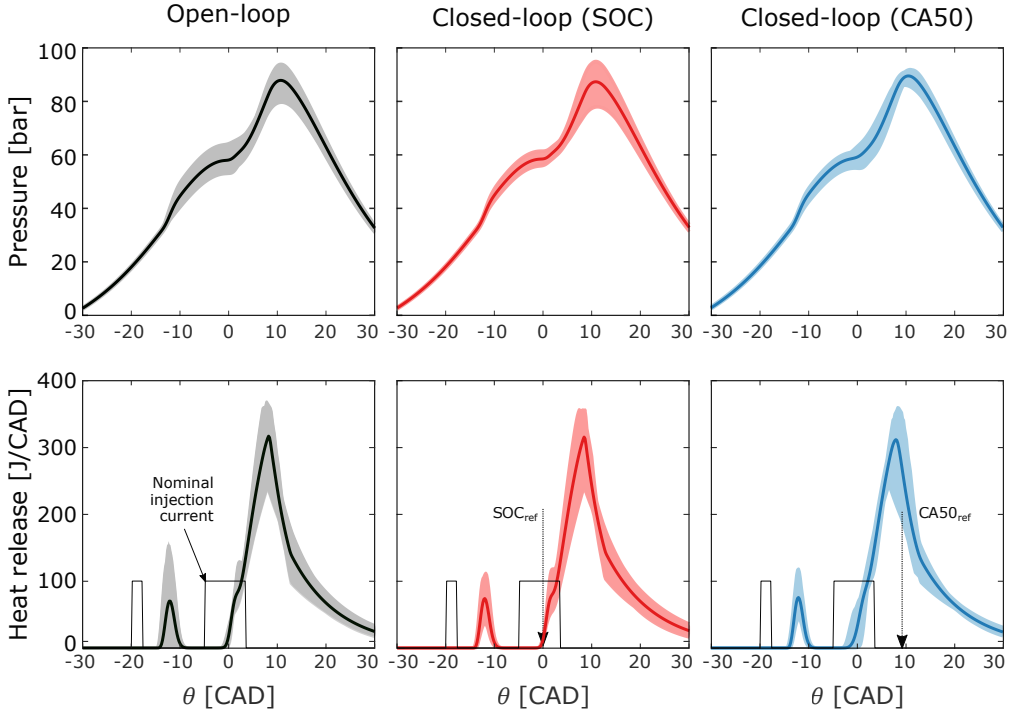 Open-loop
Closed-loop (SOC)
Closed-loop (CA50)
Pressure [bar]
100
80
60
40
20
0
-30 -20 -10 0 10 20 30
-30 -20 -10 0 10 20 30
-30 -20 -10 0 10 20 30
Heat release [J/CAD]
400
300
200
100
0
Nominal
injection
current
SOCref
CA50ref
-30 -20 -10 0 10 20 30
-30 -20 -10 0 10 20 30
-30 -20 -10 0 10 20 30
θ [CAD]
θ [CAD]
θ [CAD]